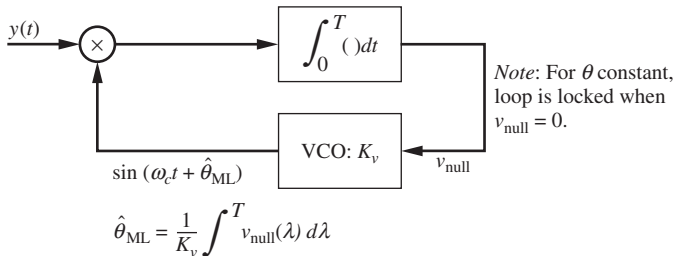 y(t)
×
∫_0^T ( )dt
Note: For θ constant,
loop is locked when
v_null = 0.
VCO: K_v
v_null
sin (ω_c t + θ̂_ML)
θ̂_ML = 1/K_v ∫^T v_null(λ) dλ